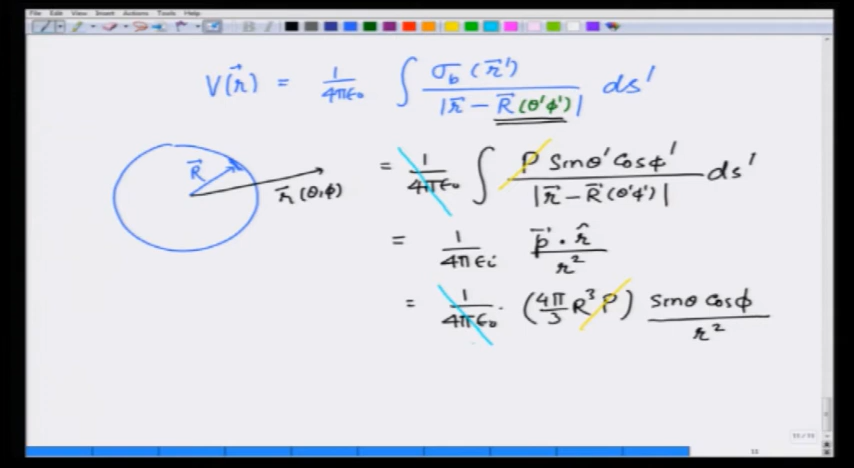 File Edit View Insert Actions Tools Help
V(r⃗) = 1/4πε₀ ∫ σ_b(r⃗′) / |r⃗ − R⃗(θ′φ′)| ds′
R⃗
r⃗(θ,φ)
= 1/4πε₀ ∫ P Sinθ′ Cosφ′ / |r⃗ − R⃗(θ′φ′)| ds′
= 1/4πε₀ p⃗ · r̂ / r²
= 1/4πε₀ · (4π/3 R³ P) sinθ cosφ / r²